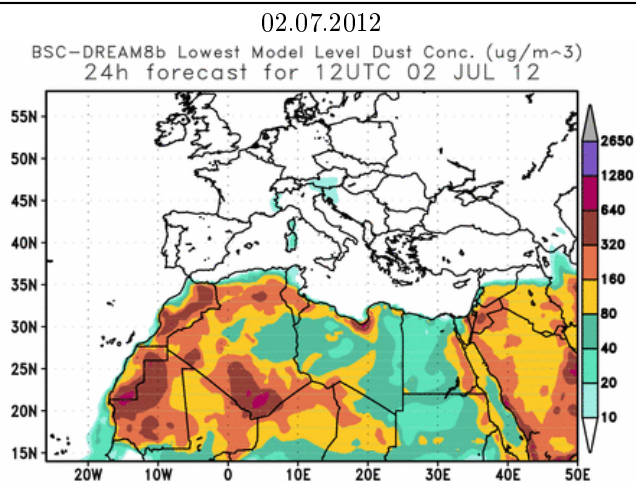 02.07.2012
BSC-DREAM8b Lowest Model Level Dust Conc. (ug/m^3)
24h forecast for 12UTC 02 JUL 12
55N
50N
45N
40N
35N
30N
25N
20N
15N
20W
10W
0
10E
20E
30E
40E
50E
2650
1280
640
320
160
80
40
20
10